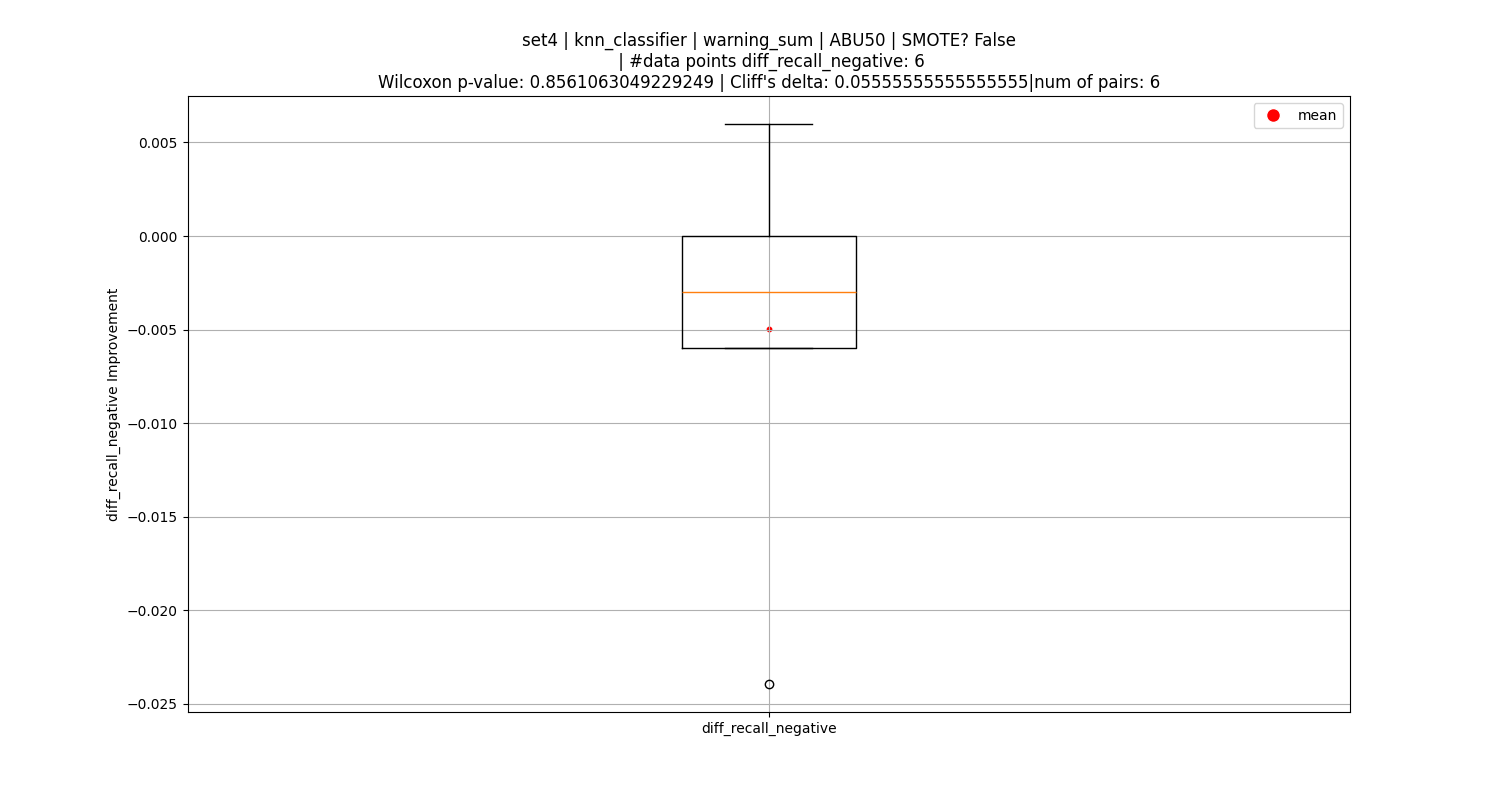 set4 | knn_classifier | warning_sum | ABU50 | SMOTE? False
| #data points diff_recall_negative: 6
Wilcoxon p-value: 0.8561063049229249 | Cliff's delta: 0.05555555555555555|num of pairs: 6
mean
0.005
0.000
−0.005
−0.010
−0.015
−0.020
−0.025
diff_recall_negative Improvement
diff_recall_negative